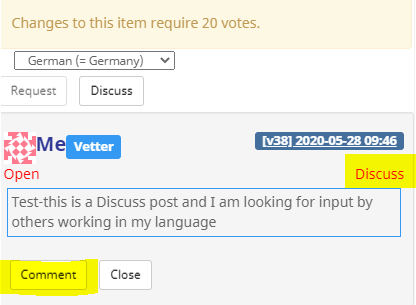 Changes to this item require 20 votes.
German (= Germany)
Request Discuss
Me Vetter [v38] 2020-05-28 09:46
Open Discuss
Test-this is a Discuss post and I am looking for input by
others working in my language
Comment Close